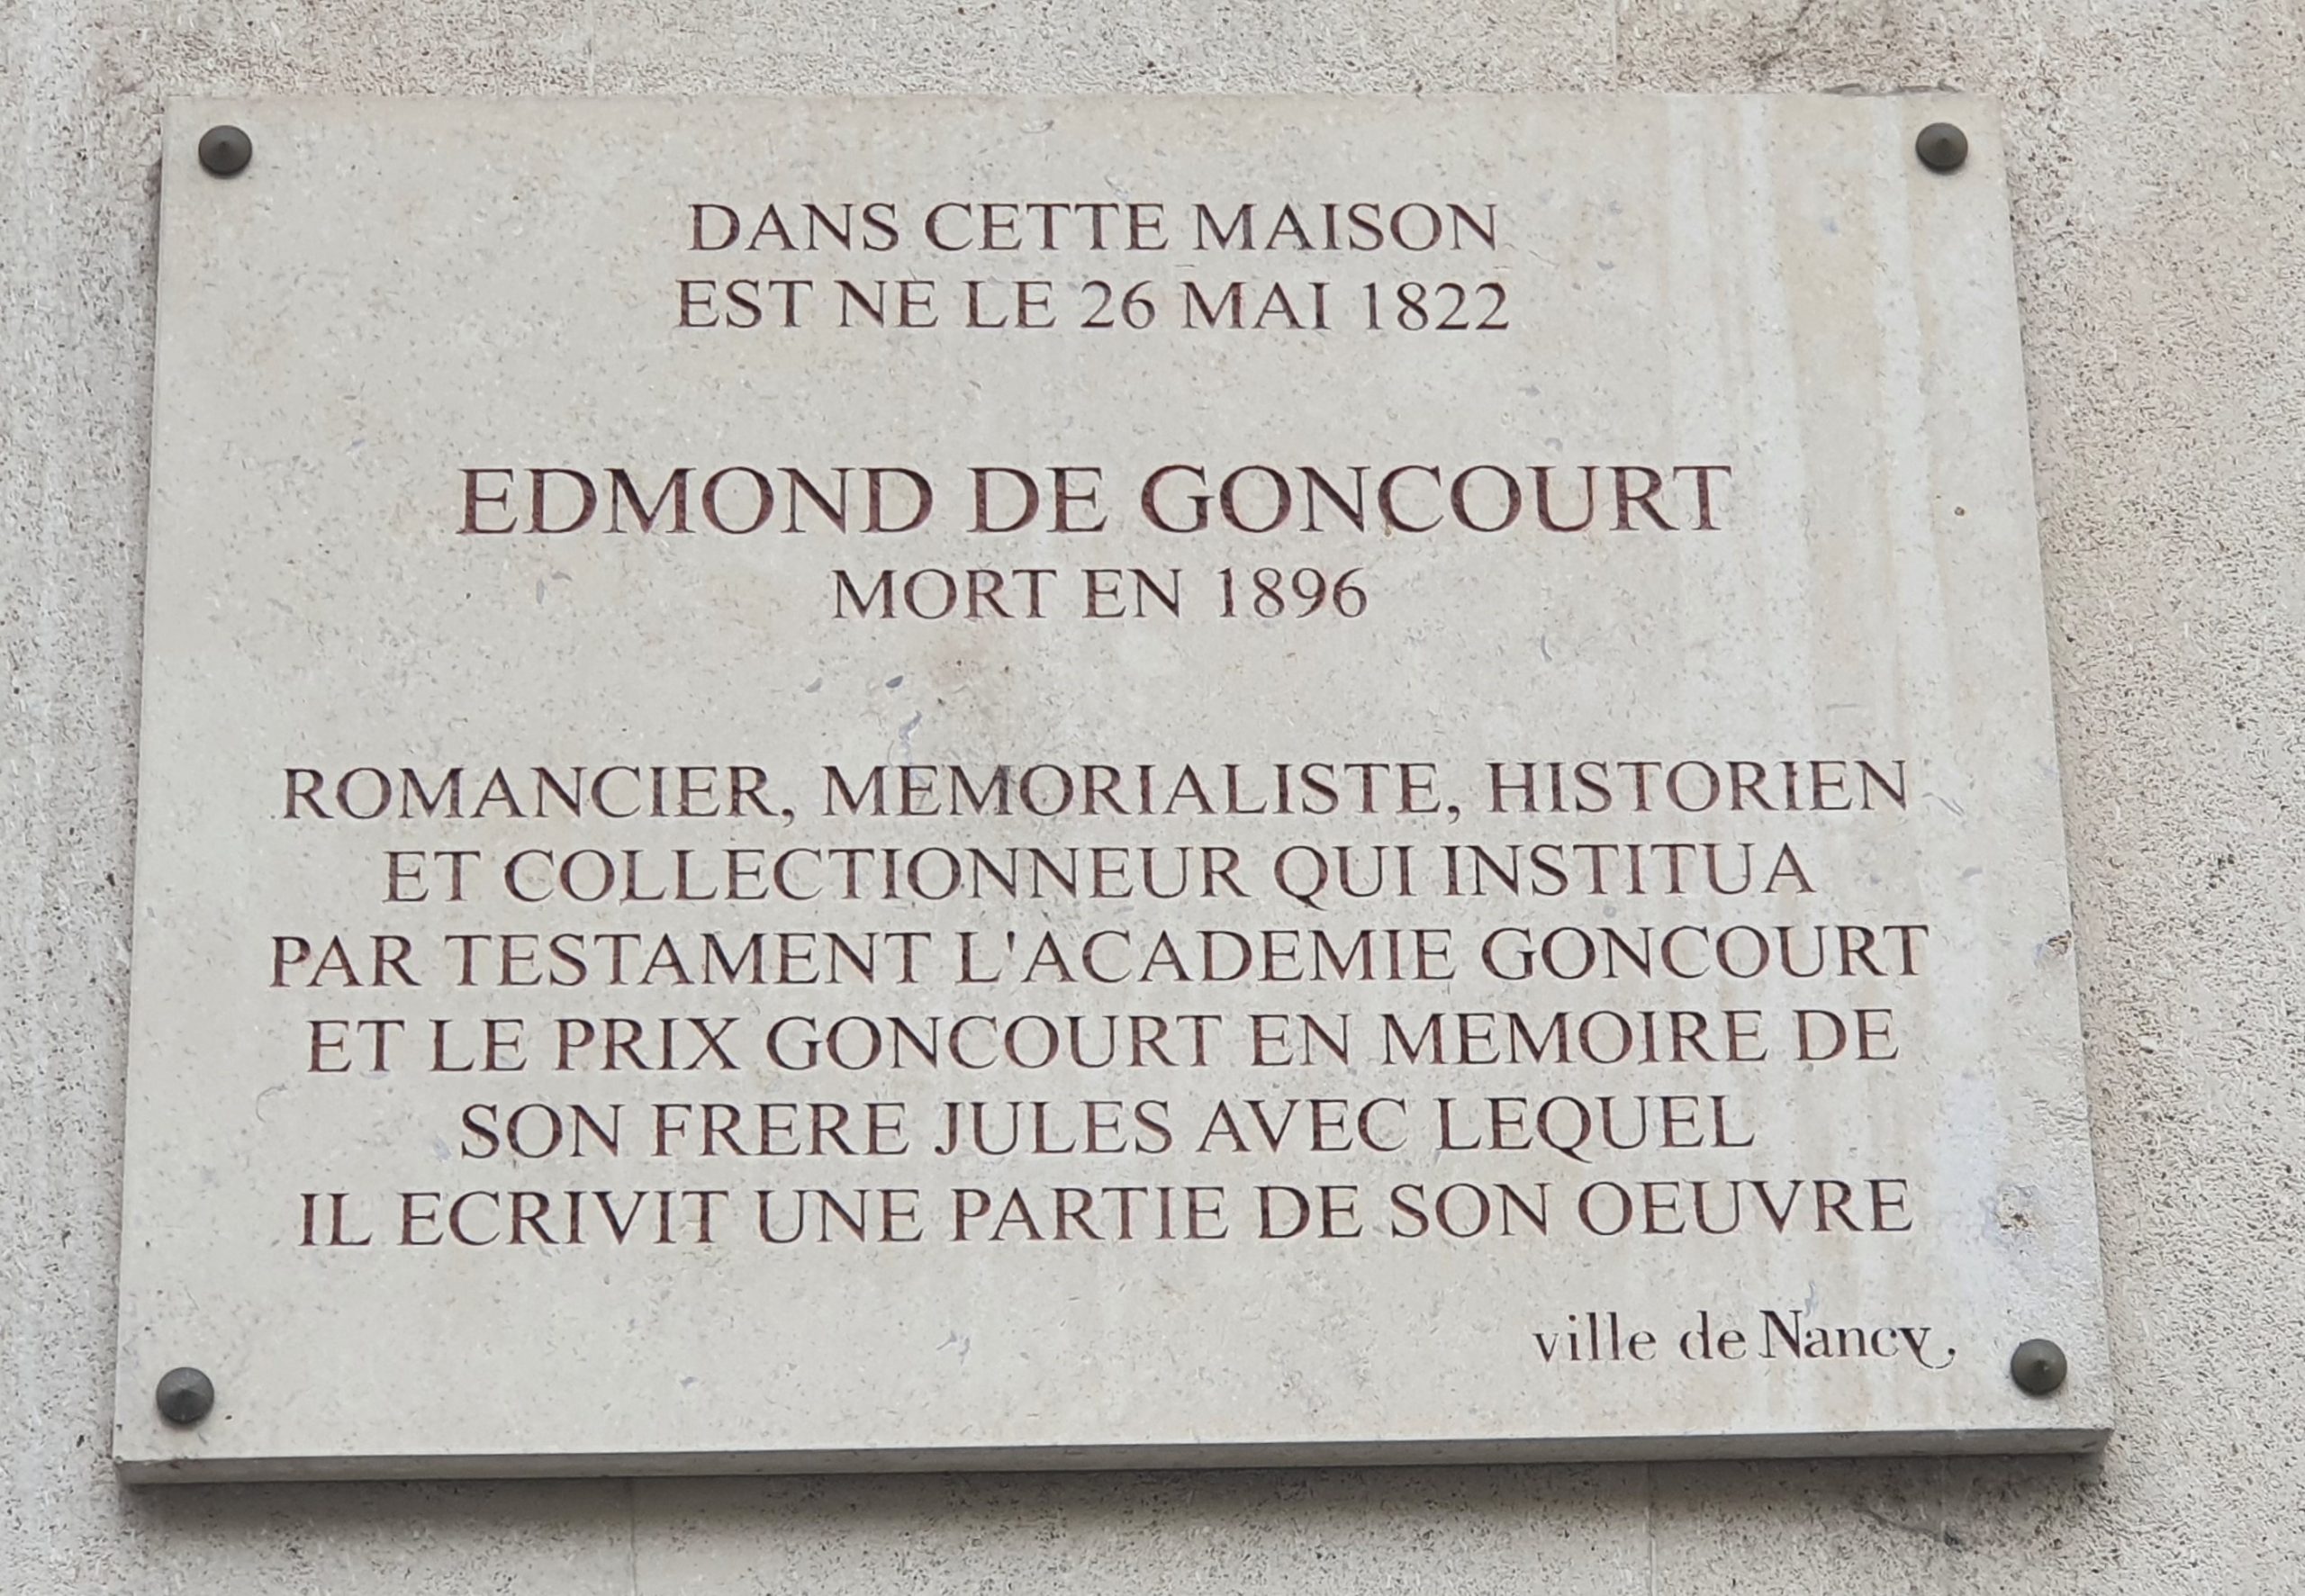 DANS CETTE MAISON
EST NE LE 26 MAI 1822
EDMOND DE GONCOURT
MORT EN 1896
ROMANCIER, MEMORIALISTE, HISTORIEN
ET COLLECTIONNEUR QUI INSTITUA
PAR TESTAMENT L'ACADEMIE GONCOURT
ET LE PRIX GONCOURT EN MEMOIRE DE
SON FRERE JULES AVEC LEQUEL
IL ECRIVIT UNE PARTIE DE SON OEUVRE
ville de Nancy,